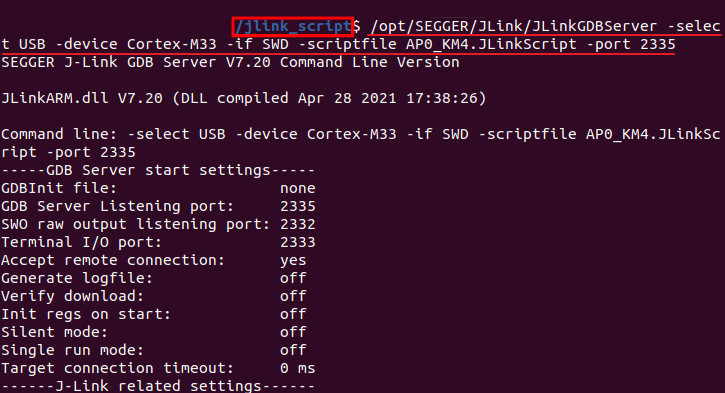 /jlink_script$ /opt/SEGGER/JLink/JLinkGDBServer -selec
t USB -device Cortex-M33 -if SWD -scriptfile AP0_KM4.JLinkScript -port 2335
SEGGER J-Link GDB Server V7.20 Command Line Version
JLinkARM.dll V7.20 (DLL compiled Apr 28 2021 17:38:26)
Command line: -select USB -device Cortex-M33 -if SWD -scriptfile AP0_KM4.JLinkSc
ript -port 2335
-----GDB Server start settings-----
GDBInit file: none
GDB Server Listening port: 2335
SWO raw output listening port: 2332
Terminal I/O port: 2333
Accept remote connection: yes
Generate logfile: off
Verify download: off
Init regs on start: off
Silent mode: off
Single run mode: off
Target connection timeout: 0 ms
------J-Link related settings------